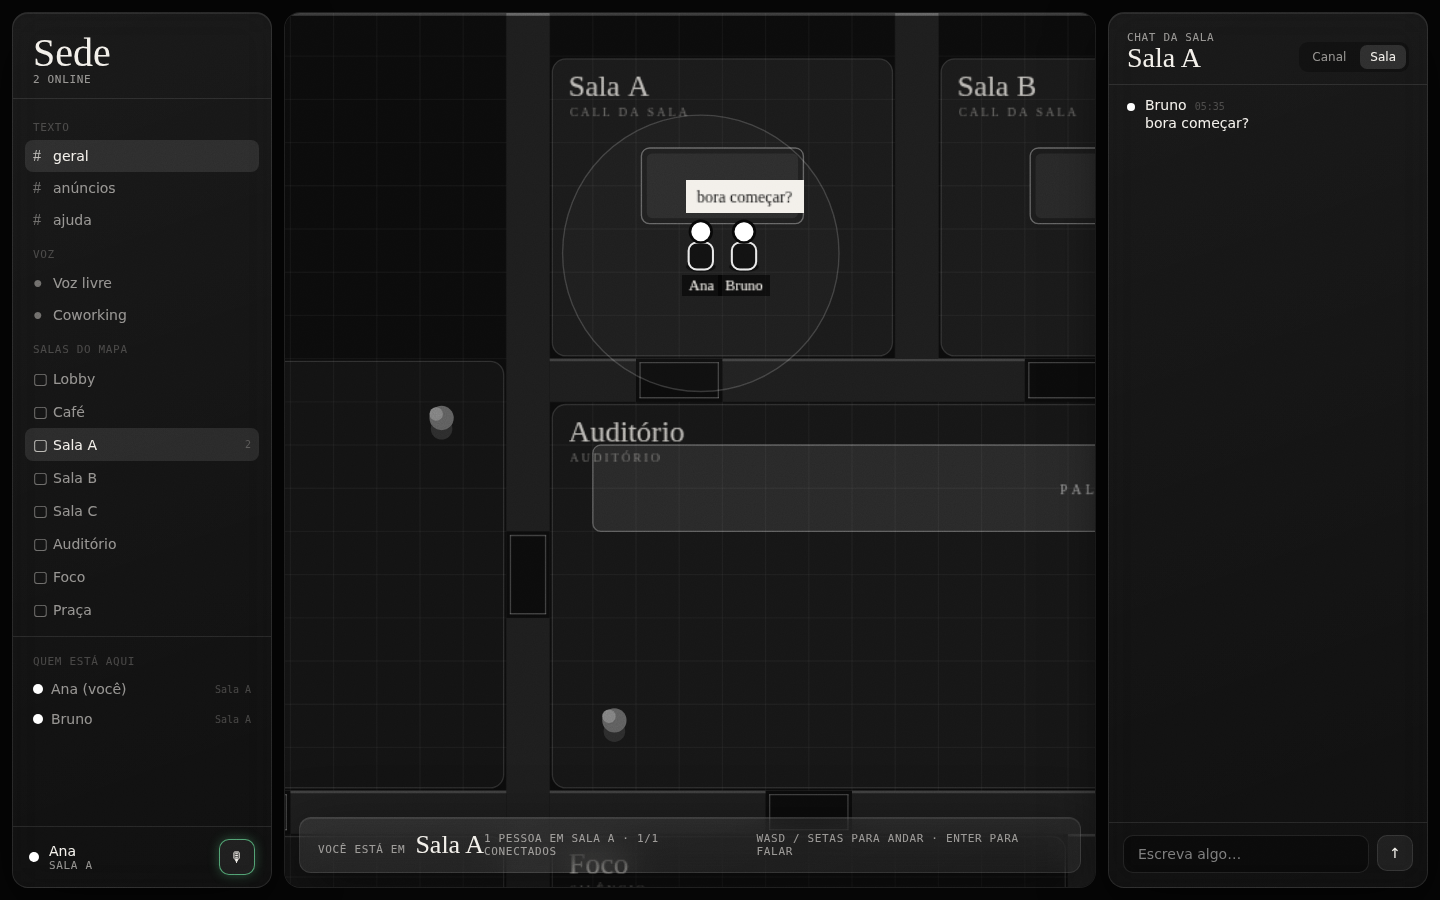 Sede
2 ONLINE
TEXTO
# geral
# anúncios
# ajuda
VOZ
Voz livre
Coworking
SALAS DO MAPA
Lobby
Café
Sala A 2
Sala B
Sala C
Auditório
Foco
Praça
QUEM ESTÁ AQUI
Ana (você) Sala A
Bruno Sala A
Ana
SALA A
Sala A
CALL DA SALA
Sala B
CALL DA SALA
bora começar?
Ana Bruno
Auditório
AUDITÓRIO
PAL
VOCÊ ESTÁ EM Sala A
1 PESSOA EM SALA A · 1/1
CONECTADOS
WASD / SETAS PARA ANDAR · ENTER PARA
FALAR
Foco
CHAT DA SALA
Sala A
Canal Sala
Bruno 05:35
bora começar?
Escreva algo… ↑